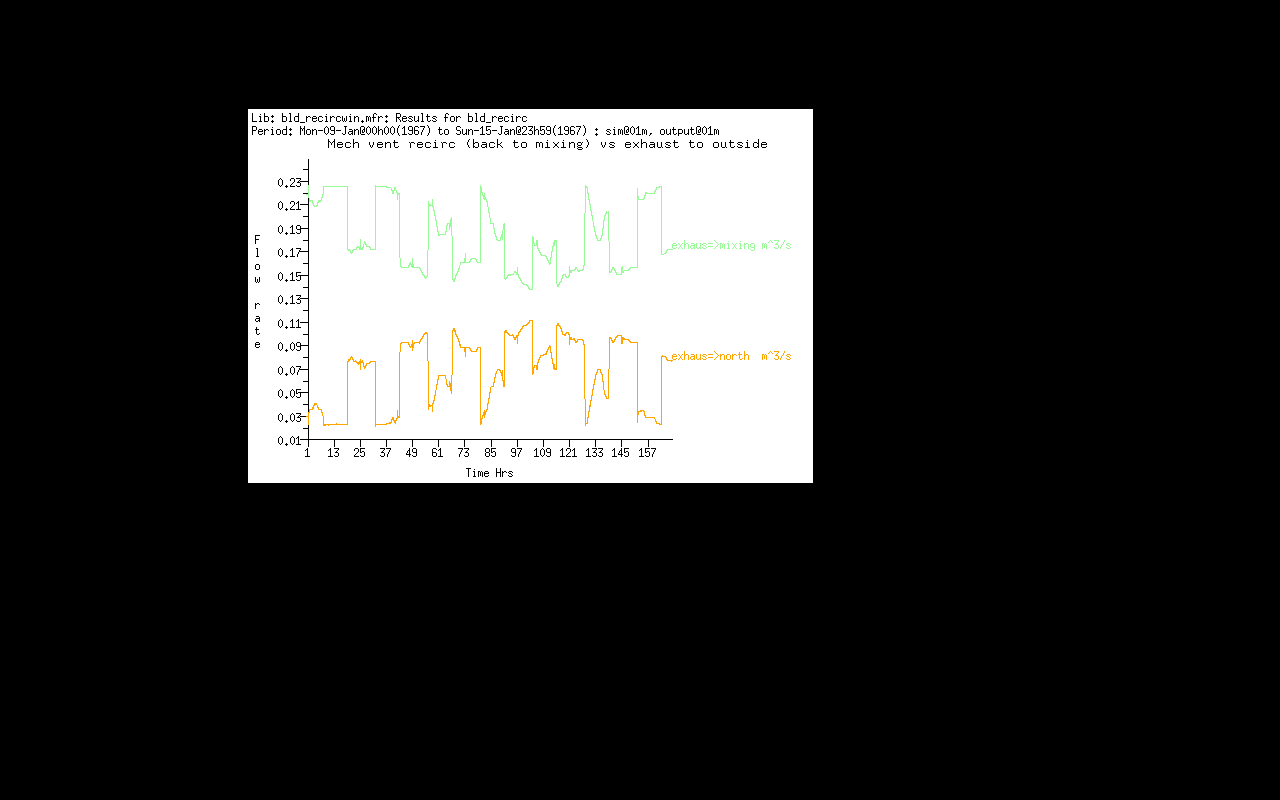 Lib: bld_recircwin.mfr: Results for bld_recirc
Period: Mon-09-Jan@00h00(1967) to Sun-15-Jan@23h59(1967) : sim@01m, output@01m
Mech vent recirc (back to mixing) vs exhaust to outside
0.23
0.21
0.19
0.17
0.15
0.13
0.11
0.09
0.07
0.05
0.03
0.01
Flow rate
exhaus=>mixing m^3/s
exhaus=>north  m^3/s
1 13 25 37 49 61 73 85 97 109 121 133 145 157
Time Hrs